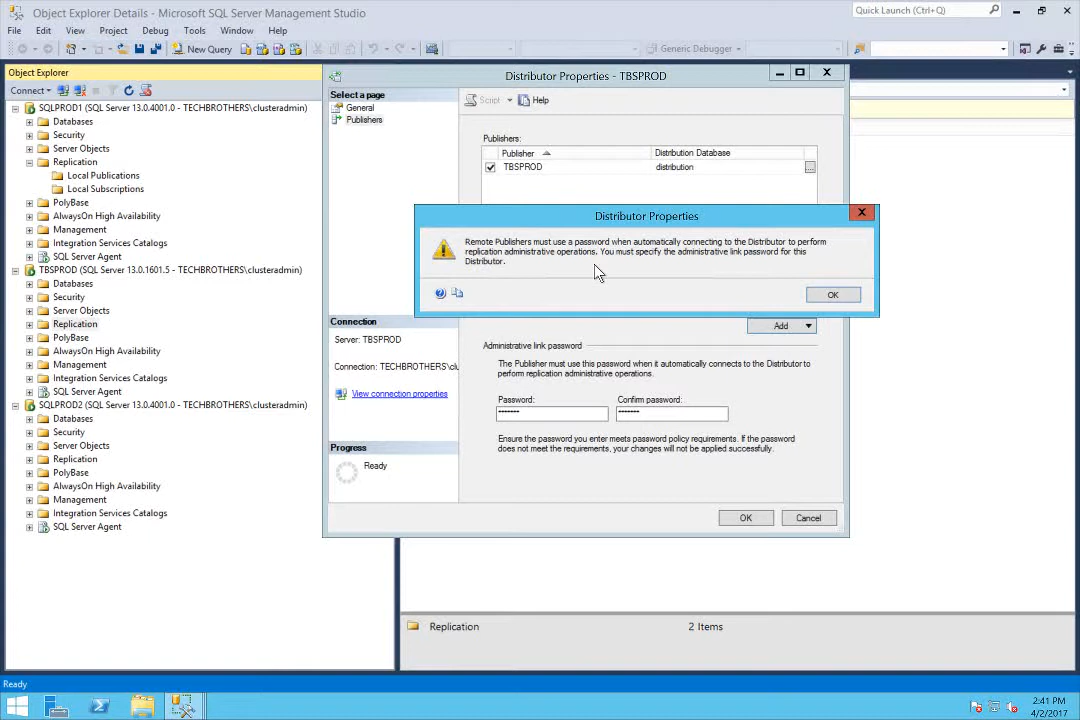 Object Explorer Details - Microsoft SQL Server Management Studio
Quick Launch (Ctrl+Q)
File Edit View Project Debug Tools Window Help
New Query
Generic Debugger
Object Explorer
Connect
SQLPROD1 (SQL Server 13.0.4001.0 - TECHBROTHERS\clusteradmin)
Databases
Security
Server Objects
Replication
Local Publications
Local Subscriptions
PolyBase
AlwaysOn High Availability
Management
Integration Services Catalogs
SQL Server Agent
TBSPROD (SQL Server 13.0.1601.5 - TECHBROTHERS\clusteradmin)
Databases
Security
Server Objects
Replication
PolyBase
AlwaysOn High Availability
Management
Integration Services Catalogs
SQL Server Agent
SQLPROD2 (SQL Server 13.0.4001.0 - TECHBROTHERS\clusteradmin)
Databases
Security
Server Objects
Replication
PolyBase
AlwaysOn High Availability
Management
Integration Services Catalogs
SQL Server Agent
Distributor Properties - TBSPROD
Select a page
General
Publishers
Script Help
Publishers:
Publisher Distribution Database
TBSPROD distribution
Distributor Properties
Remote Publishers must use a password when automatically connecting to the Distributor to perform
replication administrative operations. You must specify the administrative link password for this
Distributor.
OK
Add
Connection
Server: TBSPROD
Connection: TECHBROTHERS\clu
View connection properties
Progress
Ready
Administrative link password
The Publisher must use this password when it automatically connects to the Distributor to
perform replication administrative operations.
Password: Confirm password:
******* *******
Ensure the password you enter meets password policy requirements. If the password
does not meet the requirements, your changes will not be applied successfully.
OK Cancel
Replication 2 Items
Ready
2:41 PM
4/2/2017